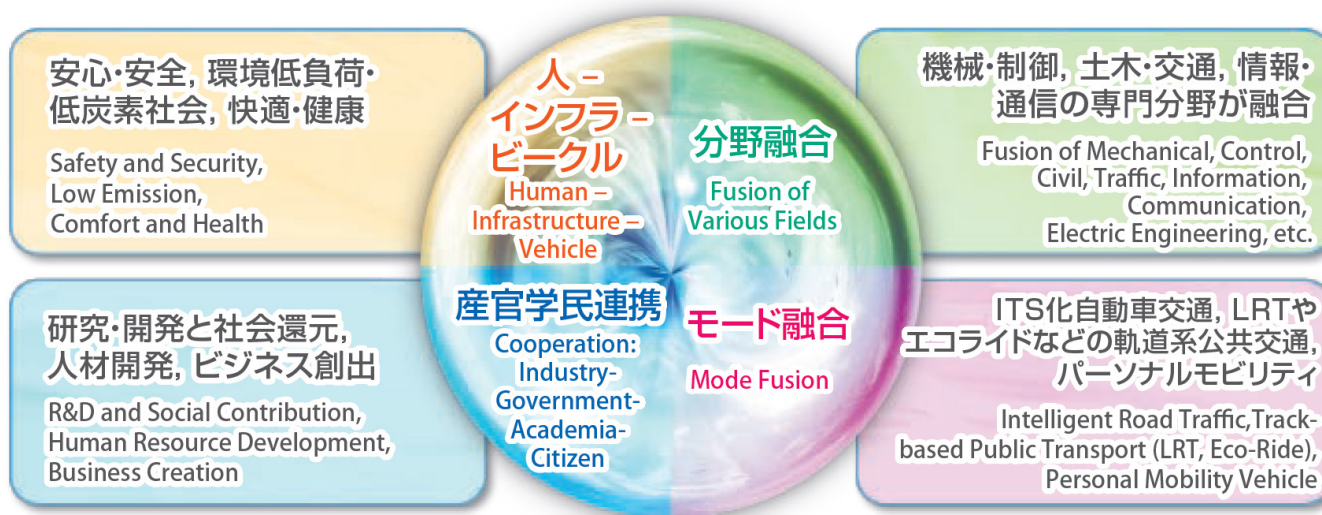 安心・安全, 環境低負荷・
低炭素社会, 快適・健康
Safety and Security,
Low Emission,
Comfort and Health
人 –
インフラ –
ビークル
Human –
Infrastructure –
Vehicle
分野融合
Fusion of
Various Fields
機械・制御, 土木・交通, 情報・
通信の専門分野が融合
Fusion of Mechanical, Control,
Civil, Traffic, Information,
Communication,
Electric Engineering, etc.
研究・開発と社会還元,
人材開発, ビジネス創出
R&D and Social Contribution,
Human Resource Development,
Business Creation
産官学民連携
Cooperation:
Industry-
Government-
Academia-
Citizen
モード融合
Mode Fusion
ITS化自動車交通, LRTや
エコライドなどの軌道系公共交通,
パーソナルモビリティ
Intelligent Road Traffic,Track-
based Public Transport (LRT, Eco-Ride),
Personal Mobility Vehicle